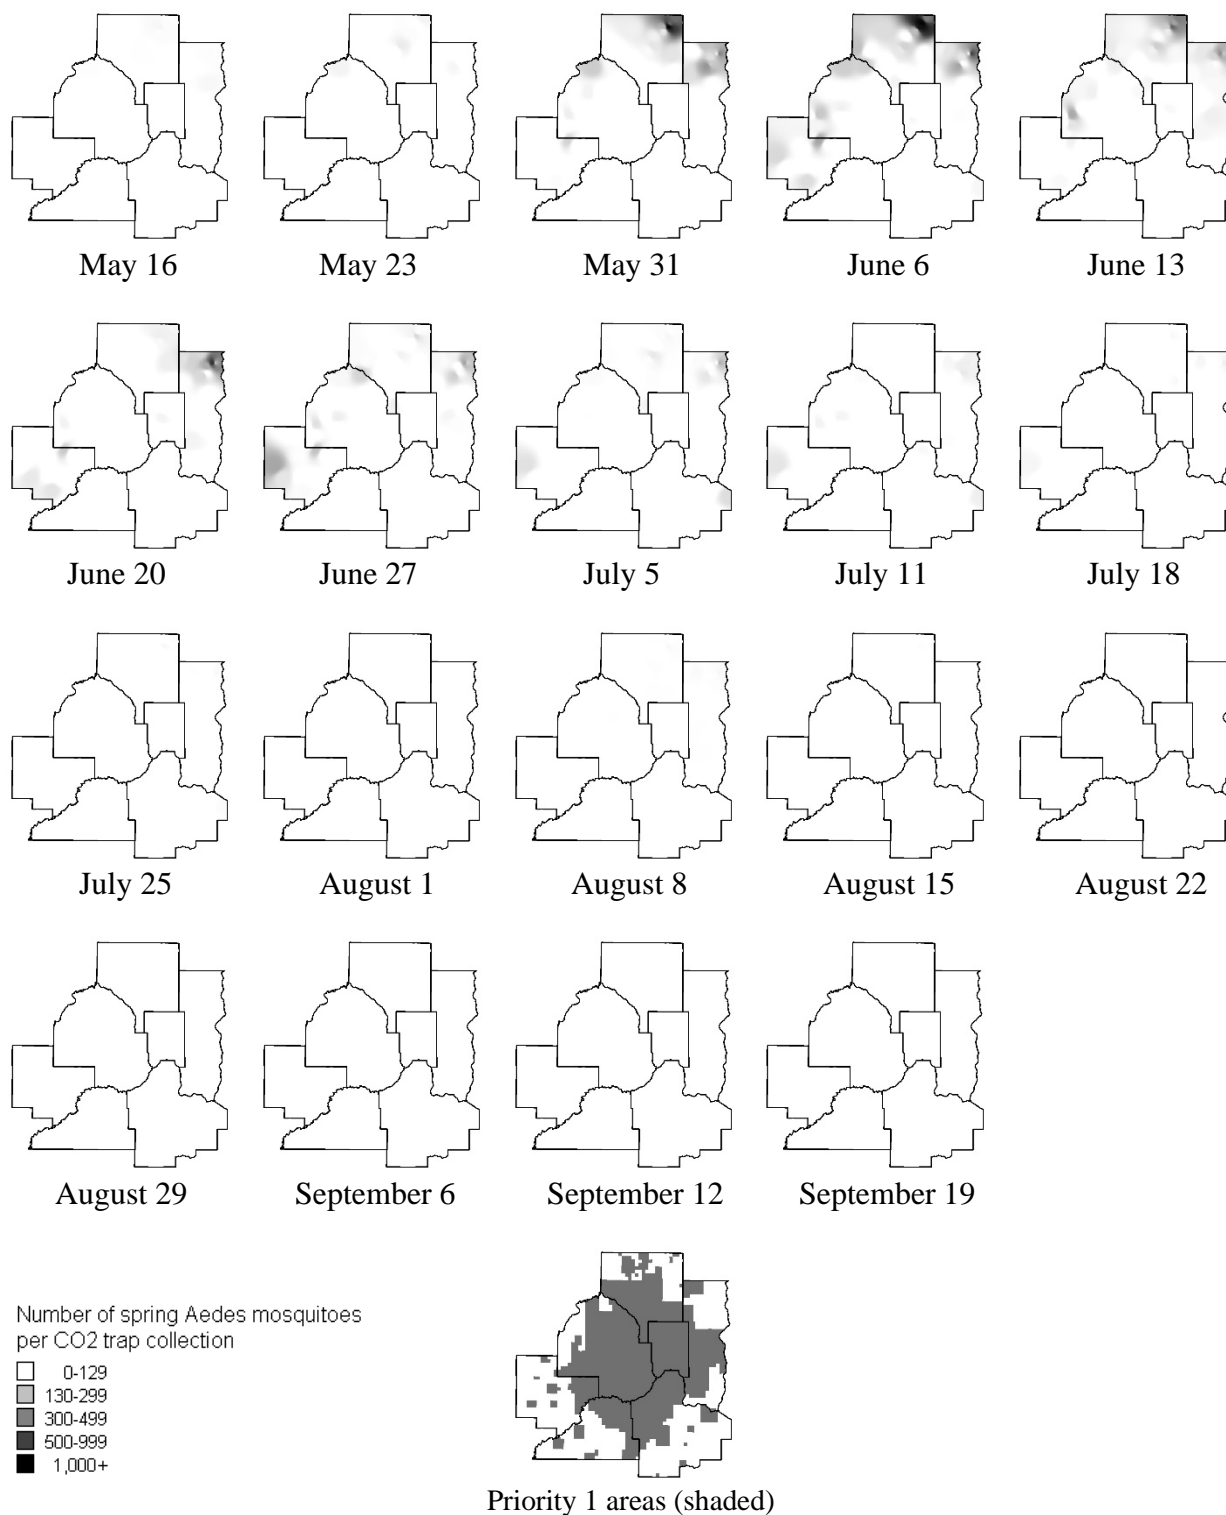 May 16
May 23
May 31
June 6
June 13
June 20
June 27
July 5
July 11
July 18
July 25
August 1
August 8
August 15
August 22
August 29
September 6
September 12
September 19
Number of spring Aedes mosquitoes
per CO2 trap collection
0-129
130-299
300-499
500-999
1,000+
Priority 1 areas (shaded)